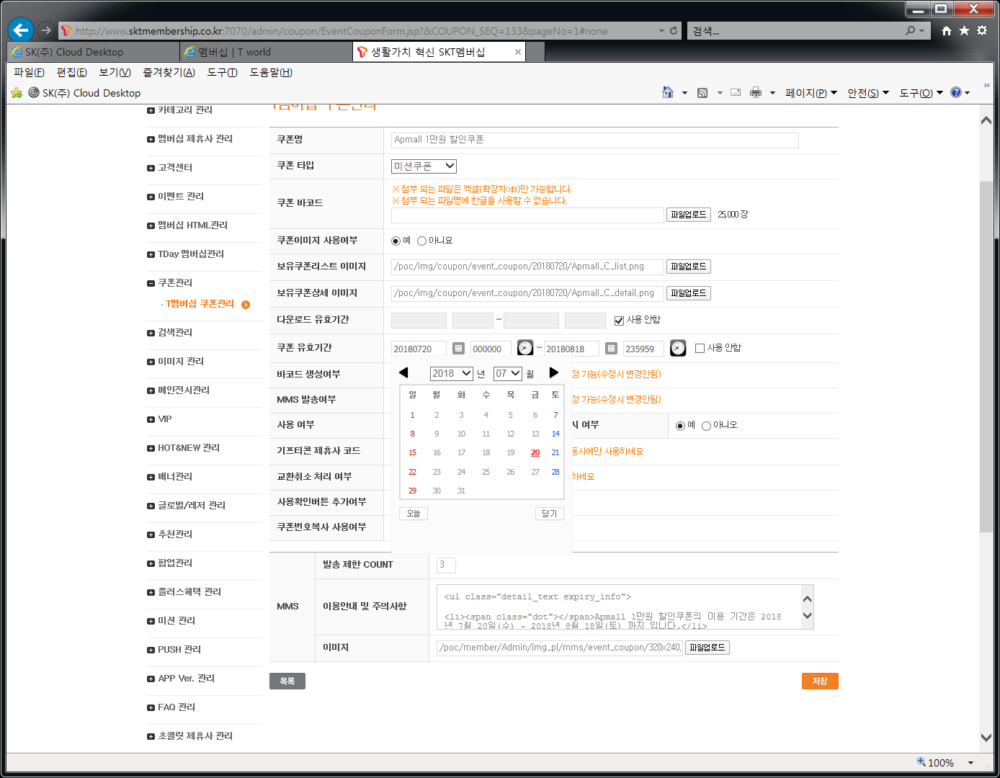 http://www.sktmembership.co.kr:7070/admin/coupon/EventCouponForm.jsp?&COUPON_SEQ=133&pageNo=1#none
검색...
SK(주) Cloud Desktop
멤버십 | T world
생활가치 혁신 SKT멤버십
파일(F) 편집(E) 보기(V) 즐겨찾기(A) 도구(T) 도움말(H)
SK(주) Cloud Desktop
페이지(P) 안전(S) 도구(O)
카테고리 관리
멤버십 제휴사 관리
고객센터
이벤트 관리
멤버십 HTML관리
TDay 멤버십관리
쿠폰관리
· T멤버십 쿠폰관리
검색관리
이미지 관리
메인전시관리
VIP
HOT&NEW 관리
배너관리
글로벌/레저 관리
추천관리
팝업관리
플러스혜택 관리
미션 관리
PUSH 관리
APP Ver. 관리
FAQ 관리
초콜릿 제휴사 관리
T멤버십 쿠폰관리
쿠폰명 Apmall 1만원 할인쿠폰
쿠폰 타입 미션쿠폰
쿠폰 바코드
※ 첨부 되는 파일은 엑셀(확장자:xls)만 가능합니다.
※ 첨부 되는 파일명에 한글을 사용할 수 없습니다.
파일업로드 25,000 장
쿠폰이미지 사용여부 예 아니요
보유쿠폰리스트 이미지 /poc/img/coupon/event_coupon/20180720/Apmall_C_list.png 파일업로드
보유쿠폰상세 이미지 /poc/img/coupon/event_coupon/20180720/Apmall_C_detail.png 파일업로드
다운로드 유효기간 ~ 사용 안함
쿠폰 유효기간 20180720 000000 ~ 20180818 235959 사용 안함
바코드 생성여부 정 가능(수정시 변경안됨)
MMS 발송여부 정 가능(수정시 변경안됨)
사용 여부 시 여부 예 아니오
기프티콘 제휴사 코드 동시에만 사용하세요
교환취소 처리 여부 하세요
사용확인버튼 추가여부
쿠폰번호복사 사용여부
2018 년 07 월
일 월 화 수 목 금 토
1 2 3 4 5 6 7
8 9 10 11 12 13 14
15 16 17 18 19 20 21
22 23 24 25 26 27 28
29 30 31
오늘 닫기
MMS
발송 제한 COUNT 3
이용안내 및 주의사항
<ul class="detail_text expiry_info">
<li><span class="dot"></span>Apmall 1만원 할인쿠폰의 이용 기간은 2018
년 7월 20일(수) ~ 2018년 8월 18일(토) 까지 입니다.</li>
이미지 /poc/member/Admin/img_pl/mms/event_coupon/320x240. 파일업로드
목록 저장
100%